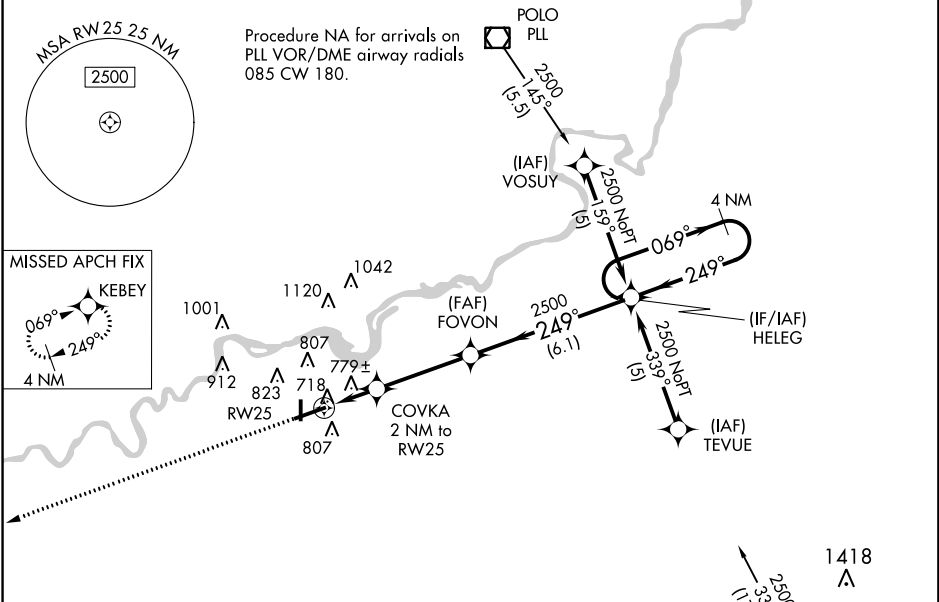 MSA RW25 25 NM
2500
Procedure NA for arrivals on
PLL VOR/DME airway radials
085 CW 180.
POLO
PLL
2500
145°
(5.5)
(IAF)
VOSUY
2500 NoPT
159°
(5)
4 NM
069°
249°
MISSED APCH FIX
KEBEY
069°
249°
4 NM
1042
1120
1001
807
912
823
718
779±
RW25
807
(FAF)
FOVON
2500
249°
(6.1)
(IF/IAF)
HELEG
COVKA
2 NM to
RW25
2500 NoPT
339°
(5)
(IAF)
TEVUE
1418
2500